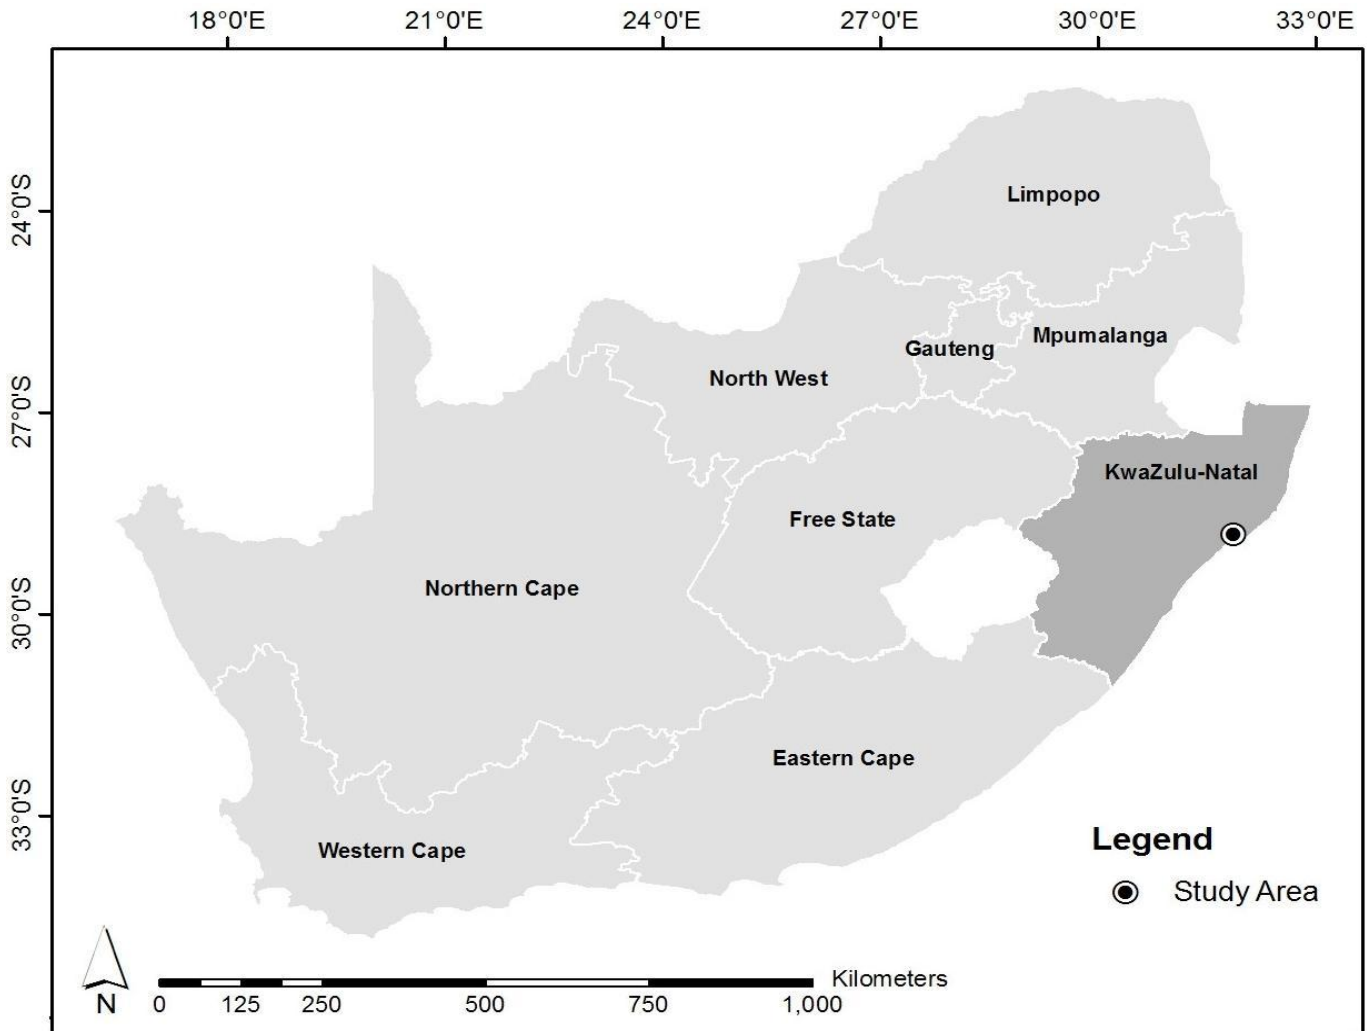 18°0'E 21°0'E 24°0'E 27°0'E 30°0'E 33°0'E
24°0'S
Limpopo
Mpumalanga
Gauteng
North West
27°0'S
KwaZulu-Natal
Free State
Northern Cape
30°0'S
Eastern Cape
33°0'S
Western Cape
Legend
Study Area
N
Kilometers
0 125 250 500 750 1,000